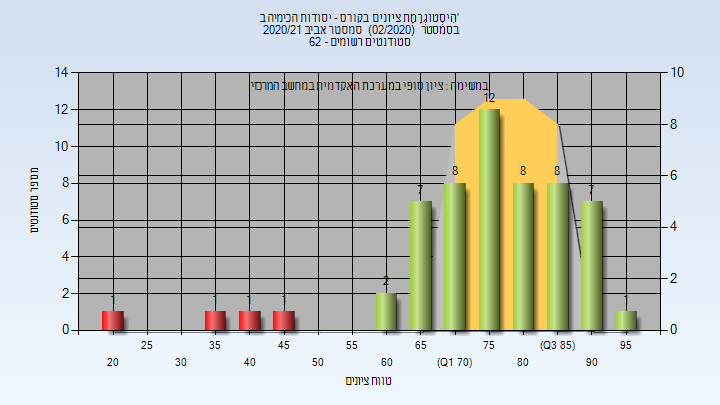 היסטוגרמת ציונים בקורס - יסודות הכימיה ב'
בסמסטר (02/2020) סמסטר אביב 2020/21
סטודנטים רשומים - 62
במשימה : ציון סופי במערכת האקדמית במחשב המרכזי
מספר סטודנטים
14 12 10 8 6 4 2 0
10 8 6 4 2 0
1 1 1 1 2 7 8 12 8 8 7 1
25 35 45 55 65 75 (Q3 85) 95
20 30 40 50 60 (Q1 70) 80 90
טווח ציונים